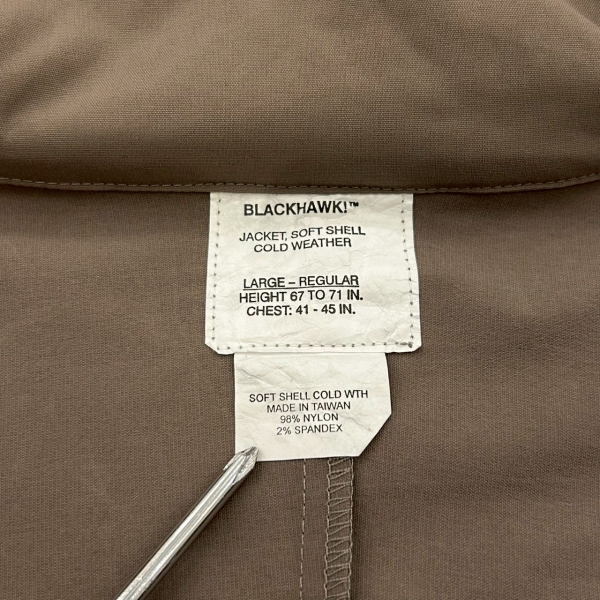 BLACKHAWK!™
JACKET, SOFT SHELL
COLD WEATHER
LARGE – REGULAR
HEIGHT 67 TO 71 IN.
CHEST: 41 - 45 IN.
SOFT SHELL COLD WTH
MADE IN TAIWAN
98% NYLON
2% SPANDEX